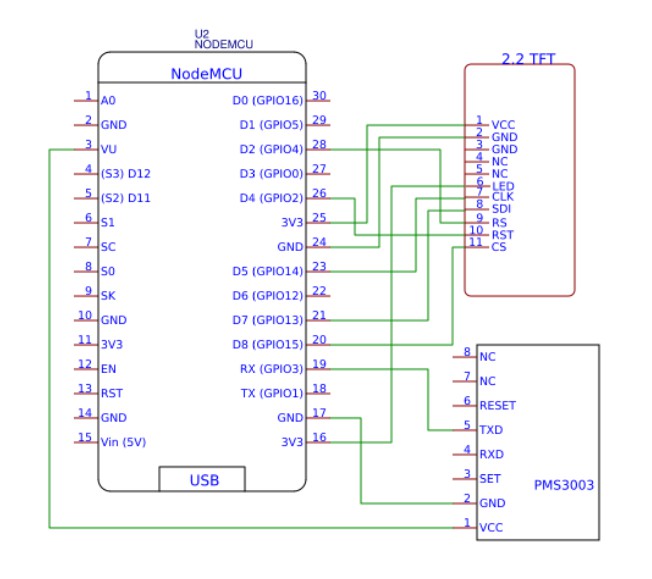 U2
NODEMCU
NodeMCU
1 A0
2 GND
3 VU
4 (S3) D12
5 (S2) D11
6 S1
7 SC
8 S0
9 SK
10 GND
11 3V3
12 EN
13 RST
14 GND
15 Vin (5V)
D0 (GPIO16) 30
D1 (GPIO5) 29
D2 (GPIO4) 28
D3 (GPIO0) 27
D4 (GPIO2) 26
3V3 25
GND 24
D5 (GPIO14) 23
D6 (GPIO12) 22
D7 (GPIO13) 21
D8 (GPIO15) 20
RX (GPIO3) 19
TX (GPIO1) 18
GND 17
3V3 16
USB
2.2 TFT
1 VCC
2 GND
3 GND
4 NC
5 NC
6 LED
7 CLK
8 SDI
9 RS
10 RST
11 CS
8 NC
7 NC
6 RESET
5 TXD
4 RXD
3 SET
2 GND
1 VCC
PMS3003